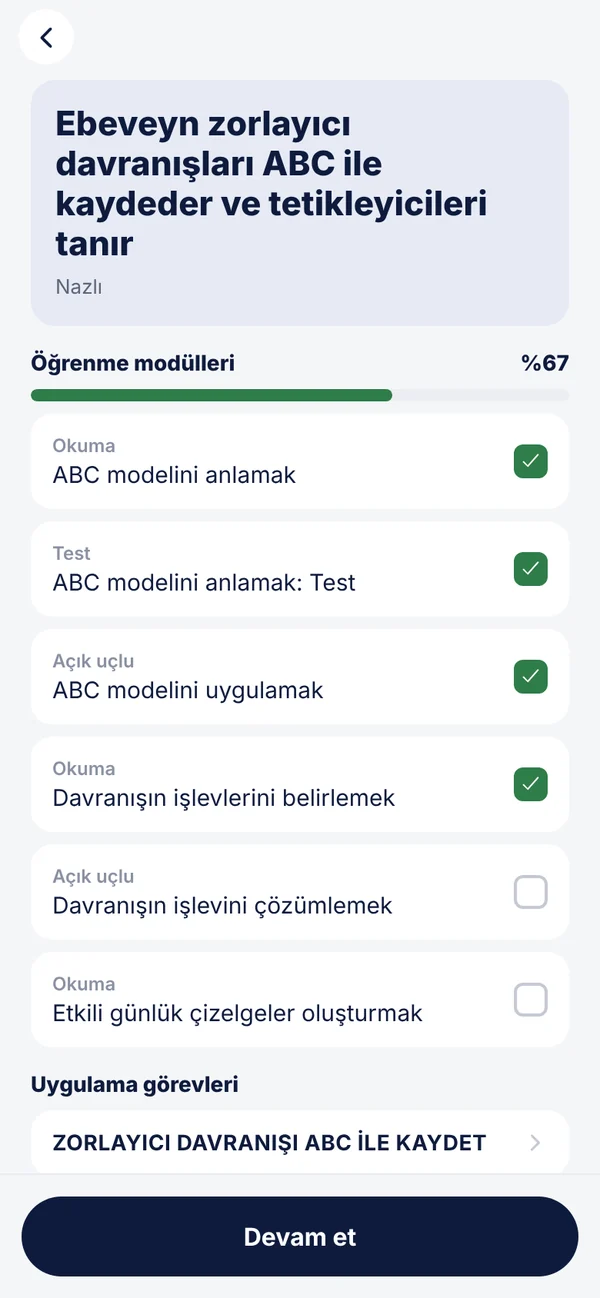 Ebeveyn zorlayıcı
davranışları ABC ile
kaydeder ve tetikleyicileri
tanır
Nazlı
Öğrenme modülleri
%67
Okuma
ABC modelini anlamak
Test
ABC modelini anlamak: Test
Açık uçlu
ABC modelini uygulamak
Okuma
Davranışın işlevlerini belirlemek
Açık uçlu
Davranışın işlevini çözümlemek
Okuma
Etkili günlük çizelgeler oluşturmak
Uygulama görevleri
ZORLAYICI DAVRANIŞI ABC İLE KAYDET
Devam et